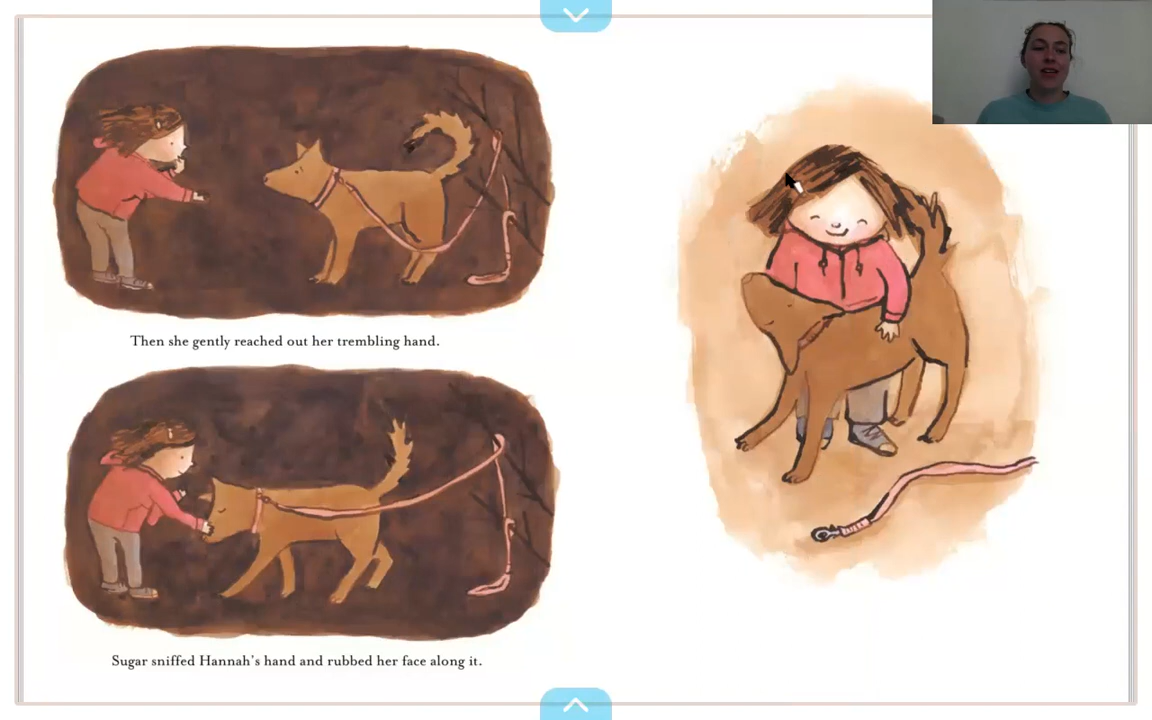 Then she gently reached out her trembling hand.
Sugar sniffed Hannah's hand and rubbed her face along it.